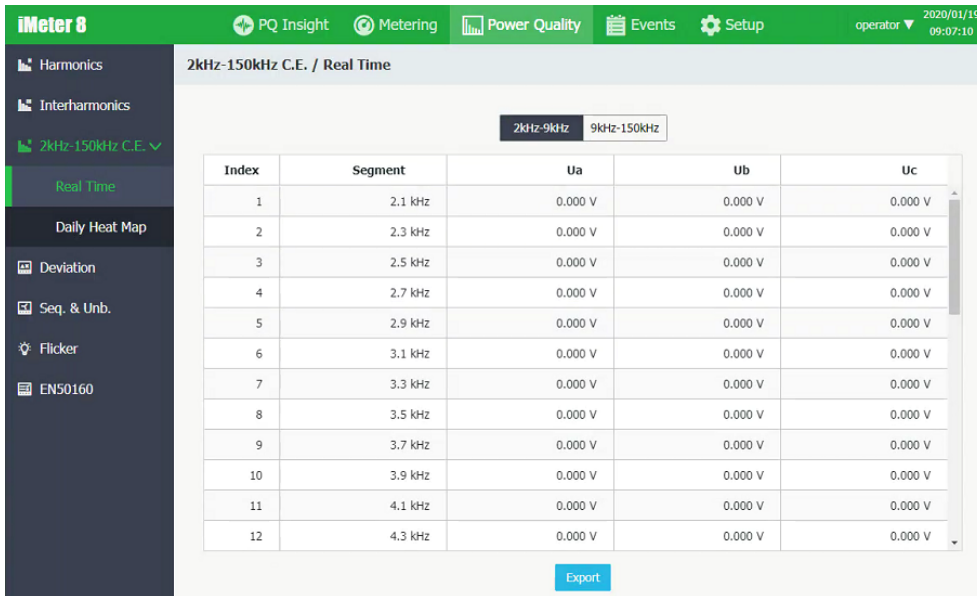 iMeter 8 PQ Insight Metering Power Quality Events Setup operator ▼ 2020/01/19 09:07:10
Harmonics
Interharmonics
2kHz-150kHz C.E.
Real Time
Daily Heat Map
Deviation
Seq. & Unb.
Flicker
EN50160
2kHz-150kHz C.E. / Real Time
2kHz-9kHz 9kHz-150kHz
Index Segment Ua Ub Uc
1 2.1 kHz 0.000 V 0.000 V 0.000 V
2 2.3 kHz 0.000 V 0.000 V 0.000 V
3 2.5 kHz 0.000 V 0.000 V 0.000 V
4 2.7 kHz 0.000 V 0.000 V 0.000 V
5 2.9 kHz 0.000 V 0.000 V 0.000 V
6 3.1 kHz 0.000 V 0.000 V 0.000 V
7 3.3 kHz 0.000 V 0.000 V 0.000 V
8 3.5 kHz 0.000 V 0.000 V 0.000 V
9 3.7 kHz 0.000 V 0.000 V 0.000 V
10 3.9 kHz 0.000 V 0.000 V 0.000 V
11 4.1 kHz 0.000 V 0.000 V 0.000 V
12 4.3 kHz 0.000 V 0.000 V 0.000 V
Export